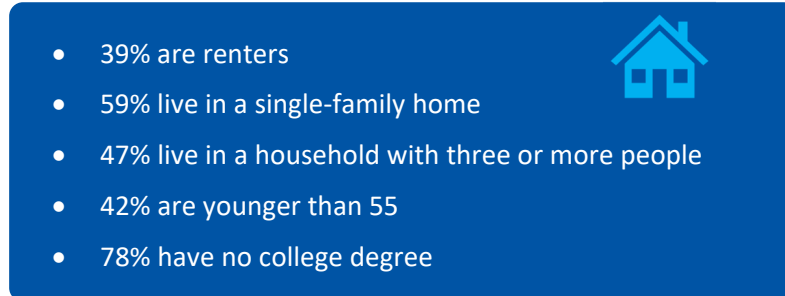 • 39% are renters
• 59% live in a single-family home
• 47% live in a household with three or more people
• 42% are younger than 55
• 78% have no college degree